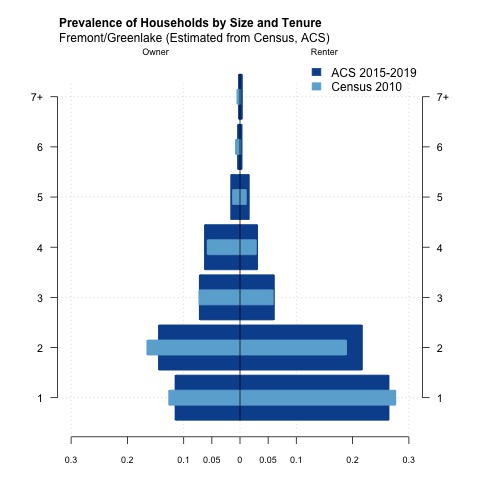 Prevalence of Households by Size and Tenure
Fremont/Greenlake (Estimated from Census, ACS)
Owner Renter
ACS 2015-2019
Census 2010
7+ 7+
6 6
5 5
4 4
3 3
2 2
1 1
0.3 0.2 0.1 0.05 0 0.05 0.1 0.2 0.3